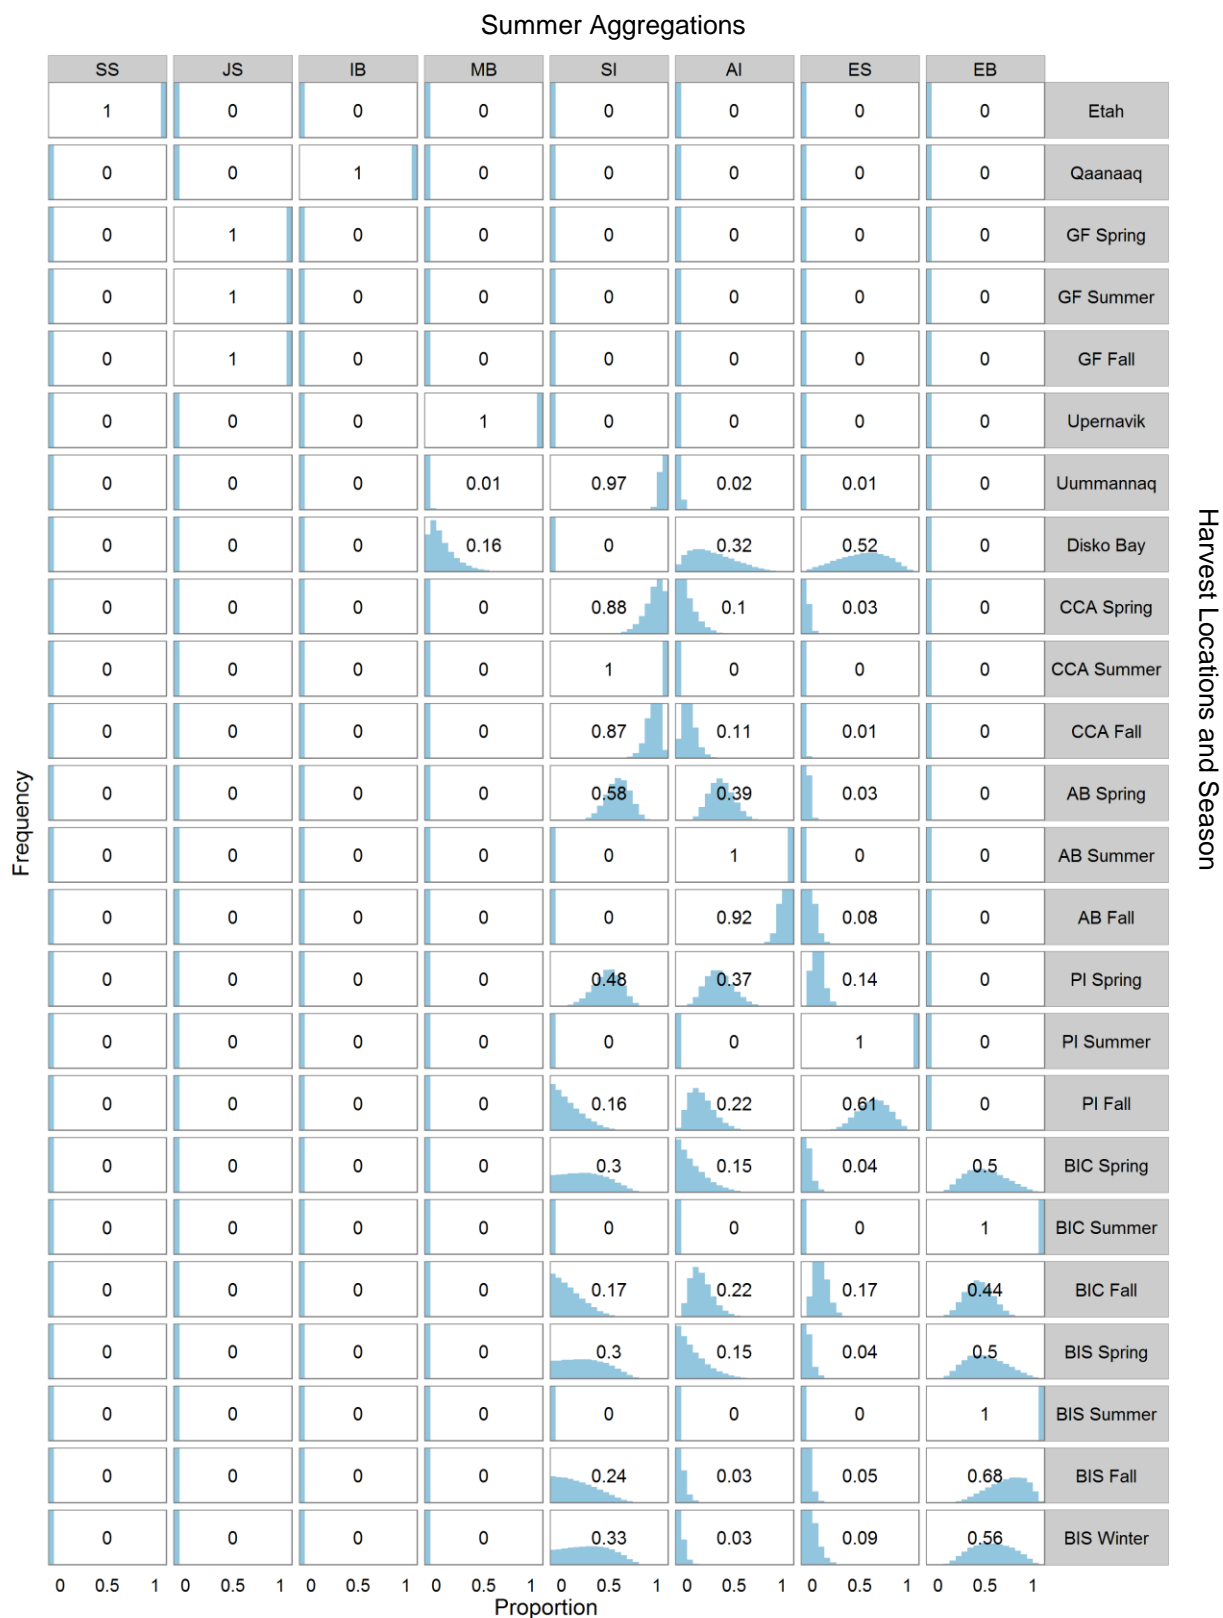 Summer Aggregations
SS JS IB MB SI AI ES EB
1 0 0 0 0 0 0 0 Etah
0 0 1 0 0 0 0 0 Qaanaaq
0 1 0 0 0 0 0 0 GF Spring
0 1 0 0 0 0 0 0 GF Summer
0 1 0 0 0 0 0 0 GF Fall
0 0 0 1 0 0 0 0 Upernavik
0 0 0 0.01 0.97 0.02 0.01 0 Uummannaq
0 0 0 0.16 0 0.32 0.52 0 Disko Bay
0 0 0 0 0.88 0.1 0.03 0 CCA Spring
0 0 0 0 1 0 0 0 CCA Summer
0 0 0 0 0.87 0.11 0.01 0 CCA Fall
0 0 0 0 0.58 0.39 0.03 0 AB Spring
0 0 0 0 0 1 0 0 AB Summer
0 0 0 0 0 0.92 0.08 0 AB Fall
0 0 0 0 0.48 0.37 0.14 0 PI Spring
0 0 0 0 0 0 1 0 PI Summer
0 0 0 0 0.16 0.22 0.61 0 PI Fall
0 0 0 0 0.3 0.15 0.04 0.5 BIC Spring
0 0 0 0 0 0 0 1 BIC Summer
0 0 0 0 0.17 0.22 0.17 0.44 BIC Fall
0 0 0 0 0.3 0.15 0.04 0.5 BIS Spring
0 0 0 0 0 0 0 1 BIS Summer
0 0 0 0 0.24 0.03 0.05 0.68 BIS Fall
0 0 0 0 0.33 0.03 0.09 0.56 BIS Winter
0 0.5 1 0 0.5 1 0 0.5 1 0 0.5 1 0 0.5 1 0 0.5 1 0 0.5 1 0 0.5 1
Proportion
Frequency
Harvest Locations and Season